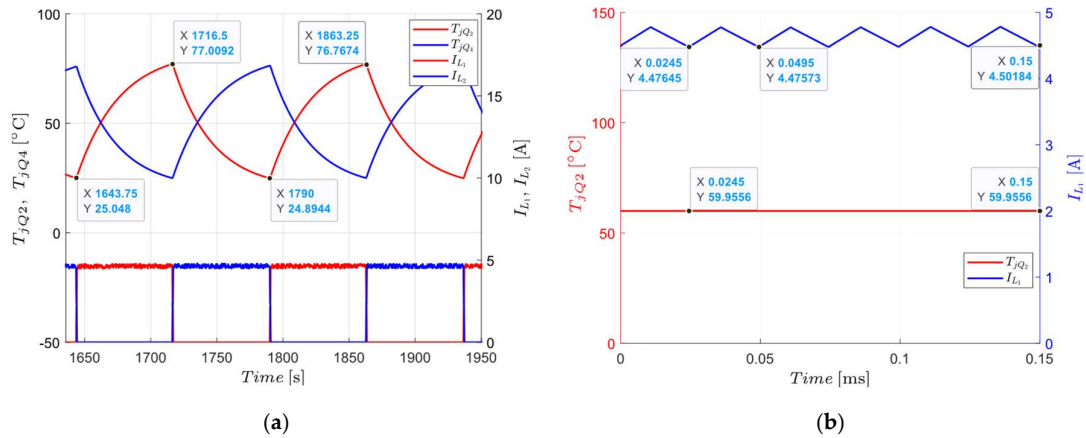 100
50
0
-50
T_jQ2, T_jQ4 [°C]
X 1716.5
Y 77.0092
X 1863.25
Y 76.7674
X 1643.75
Y 25.048
X 1790
Y 24.8944
T_jQ2
T_jQ4
I_L1
I_L2
20
15
10
5
0
I_L1, I_L2 [A]
1650 1700 1750 1800 1850 1900 1950
Time [s]
(a)
150
100
50
0
T_jQ2 [°C]
X 0.0245
Y 4.47645
X 0.0495
Y 4.47573
X 0.15
Y 4.50184
X 0.0245
Y 59.9556
X 0.15
Y 59.9556
T_jQ2
I_L1
5
4
3
2
1
0
I_L1 [A]
0 0.05 0.1 0.15
Time [ms]
(b)